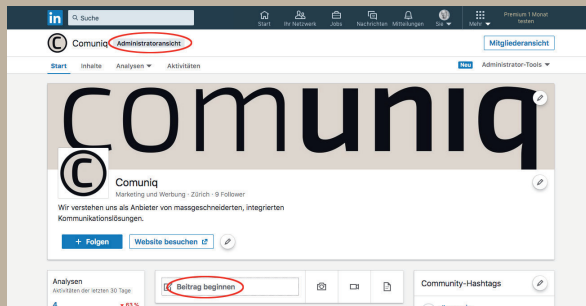 in Suche Start Ihr Netzwerk Jobs Nachrichten Mitteilungen Sie Mehr Premium 1 Monat
testen
C Comuniq Administratoransicht Mitgliederansicht
Start Inhalte Analysen Aktivitäten Neu Administrator-Tools
comuniq
C
Comuniq
Marketing und Werbung · Zürich · 9 Follower
Wir verstehen uns als Anbieter von massgeschneiderten, integrierten
Kommunikationslösungen.
+ Folgen Website besuchen
Analysen Beitrag beginnen Community-Hashtags
Aktivitäten der letzten 30 Tage
4 63 %